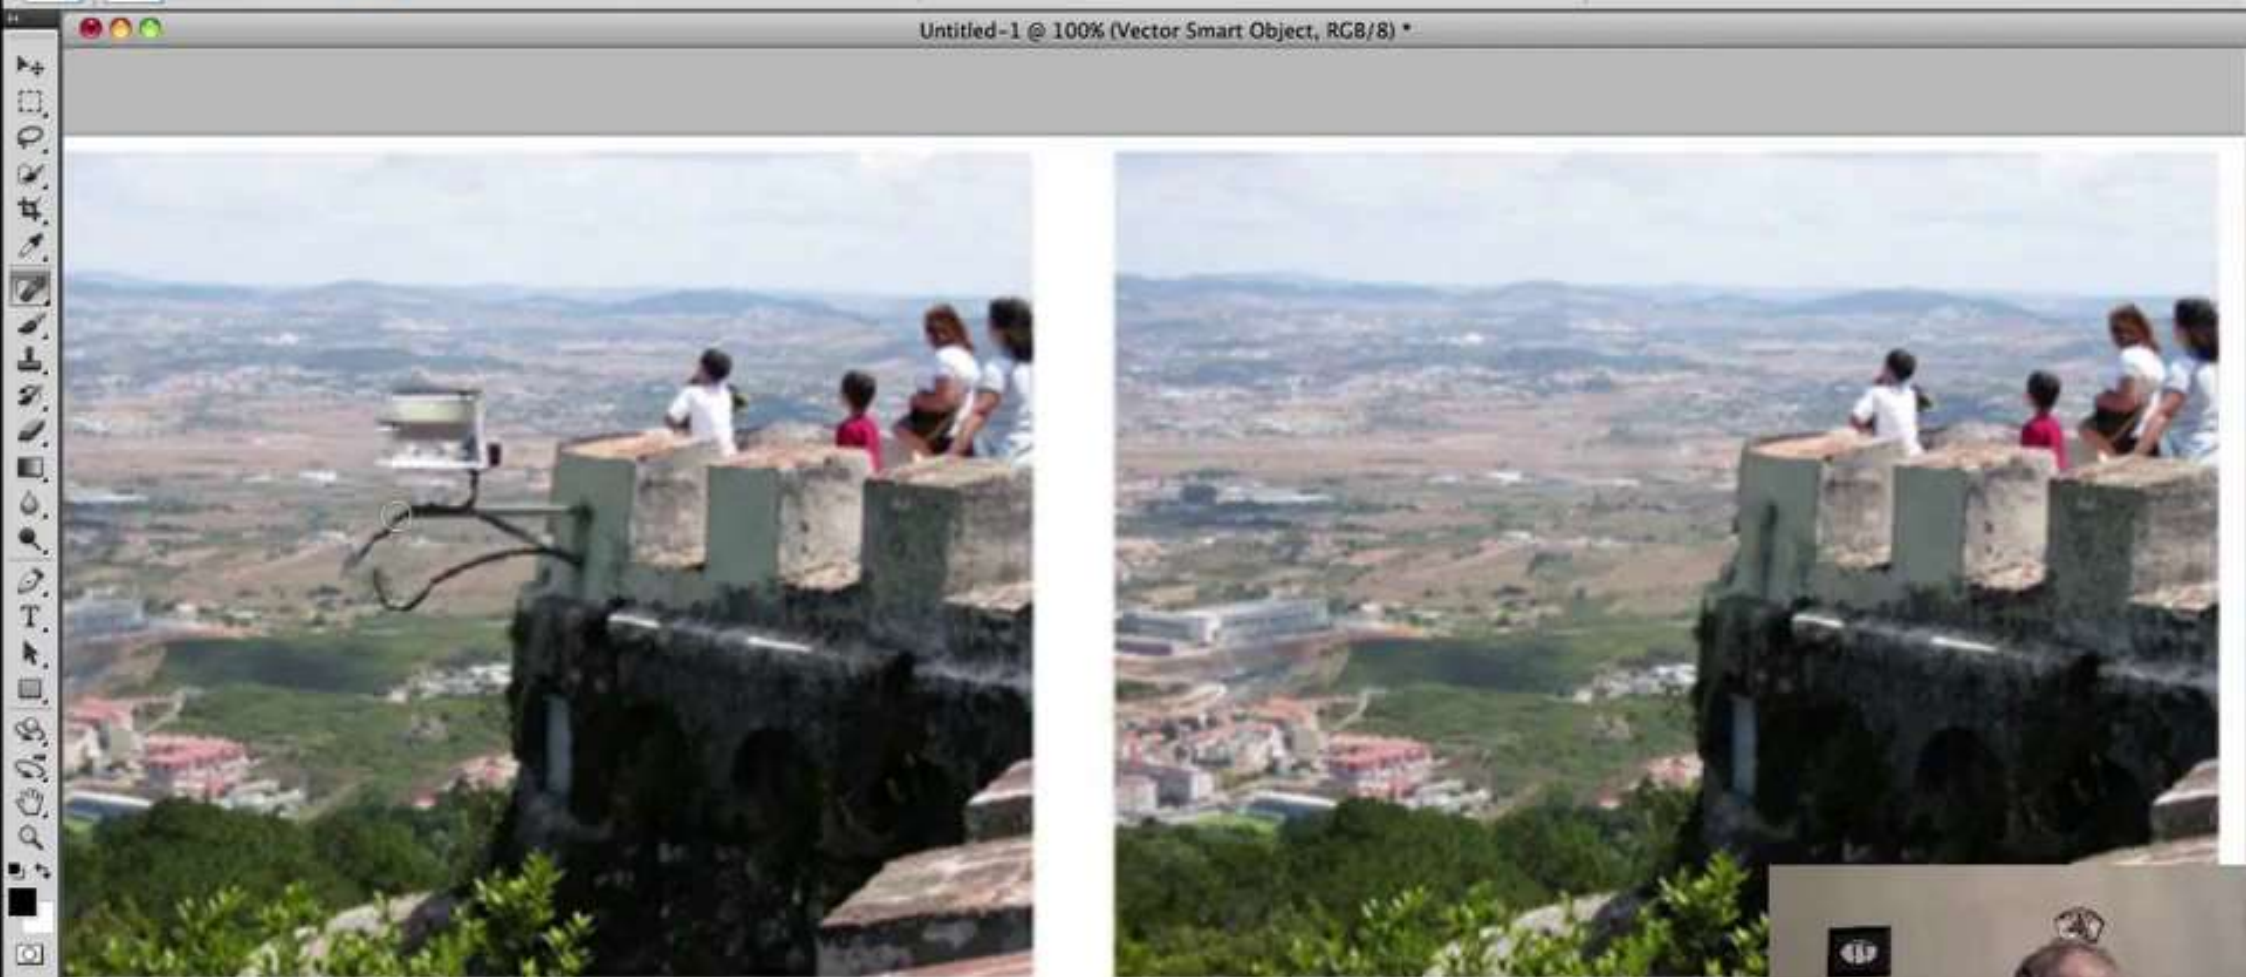 Untitled-1 @ 100% (Vector Smart Object, RGB/8) *
T